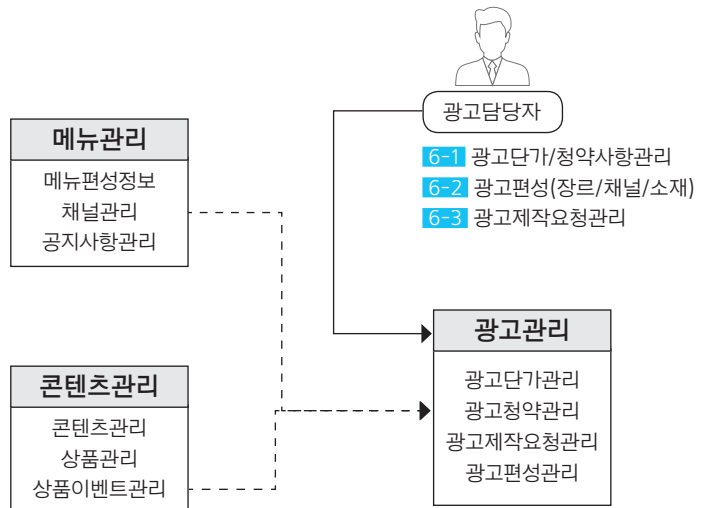 광고담당자
6-1 광고단가/청약사항관리
6-2 광고편성(장르/채널/소재)
6-3 광고제작요청관리
메뉴관리
메뉴편성정보
채널관리
공지사항관리
광고관리
광고단가관리
광고청약관리
광고제작요청관리
광고편성관리
콘텐츠관리
콘텐츠관리
상품관리
상품이벤트관리